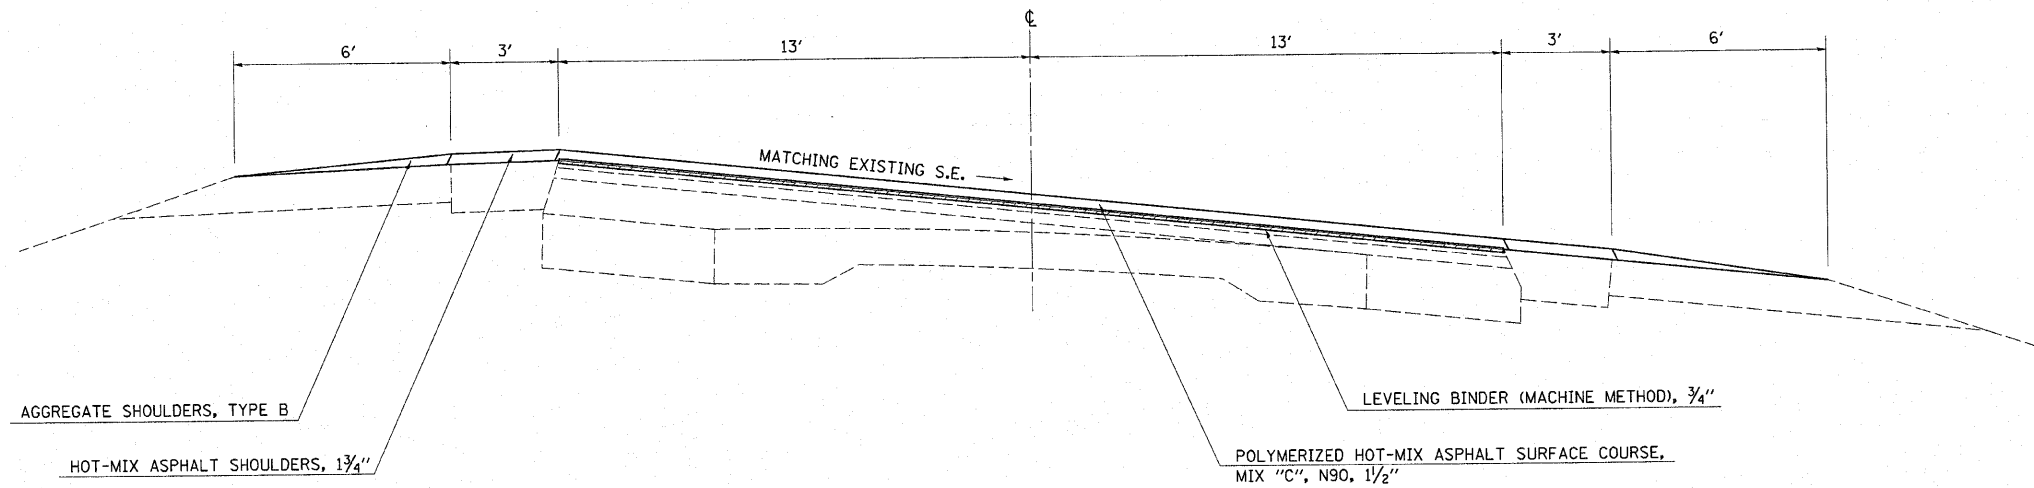 ℄
6' 3' 13' 13' 3' 6'
MATCHING EXISTING S.E.
AGGREGATE SHOULDERS, TYPE B
HOT-MIX ASPHALT SHOULDERS, 1¾"
LEVELING BINDER (MACHINE METHOD), ¾"
POLYMERIZED HOT-MIX ASPHALT SURFACE COURSE,
MIX "C", N90, 1½"